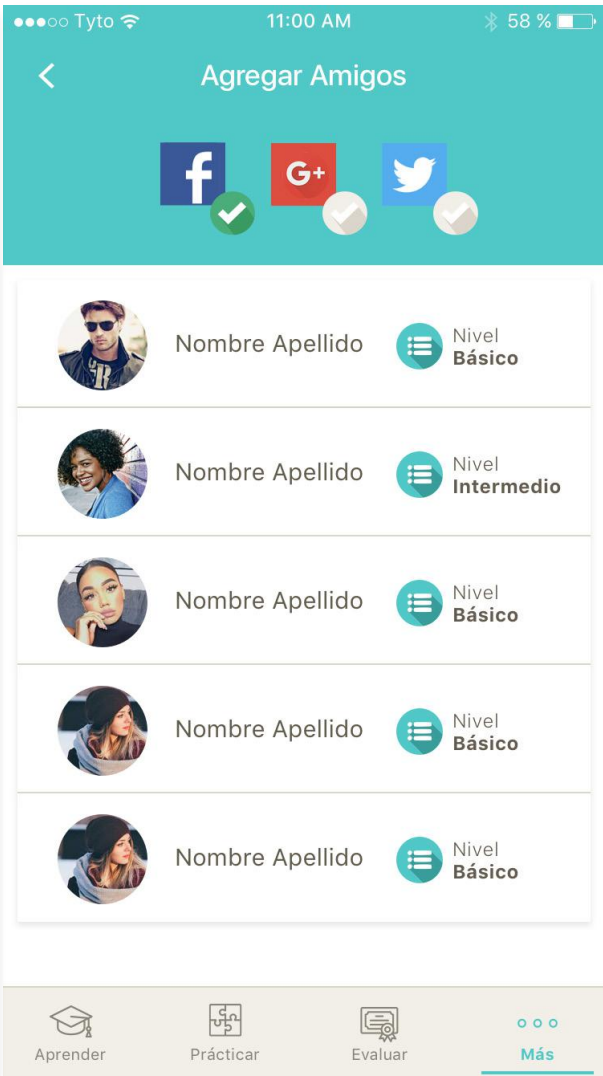 Tyto 11:00 AM 58 %
Agregar Amigos
f G+
Nombre Apellido
Nivel
Básico
Nombre Apellido
Nivel
Intermedio
Nombre Apellido
Nivel
Básico
Nombre Apellido
Nivel
Básico
Nombre Apellido
Nivel
Básico
Aprender Prácticar Evaluar Más